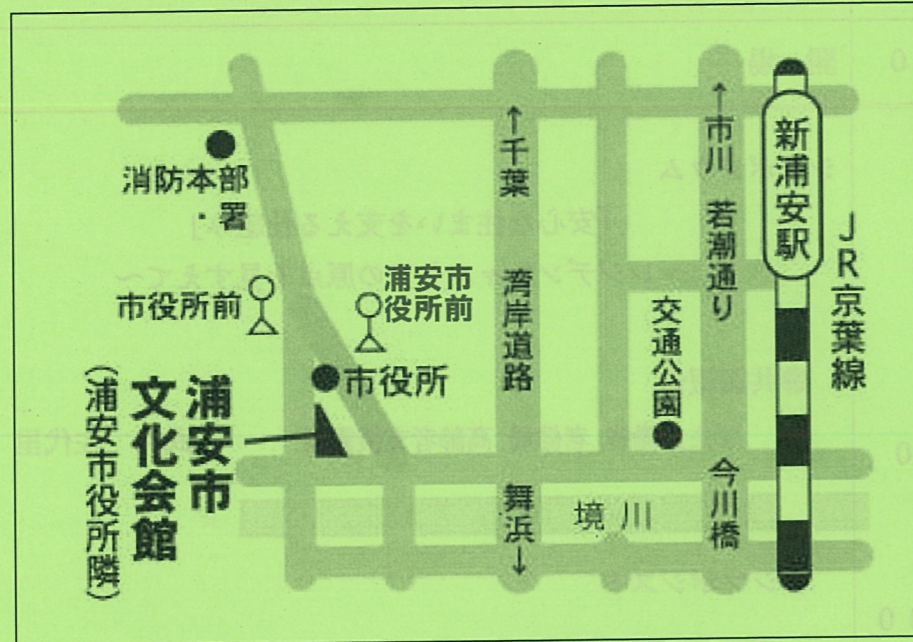 新浦安駅
JR京葉線
↑市川 若潮通り
今川橋
交通公園
↑千葉
湾岸道路
舞浜↓
境川
消防本部
・署
市役所前
浦安市
役所前
市役所
浦安市
文化会館
(浦安市役所隣)